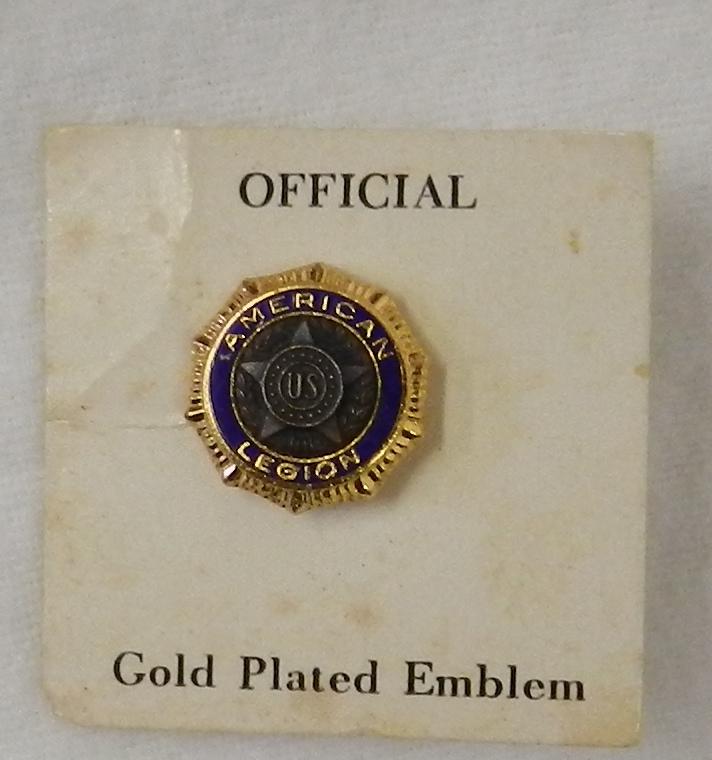 OFFICIAL
AMERICAN
US
LEGION
Gold Plated Emblem